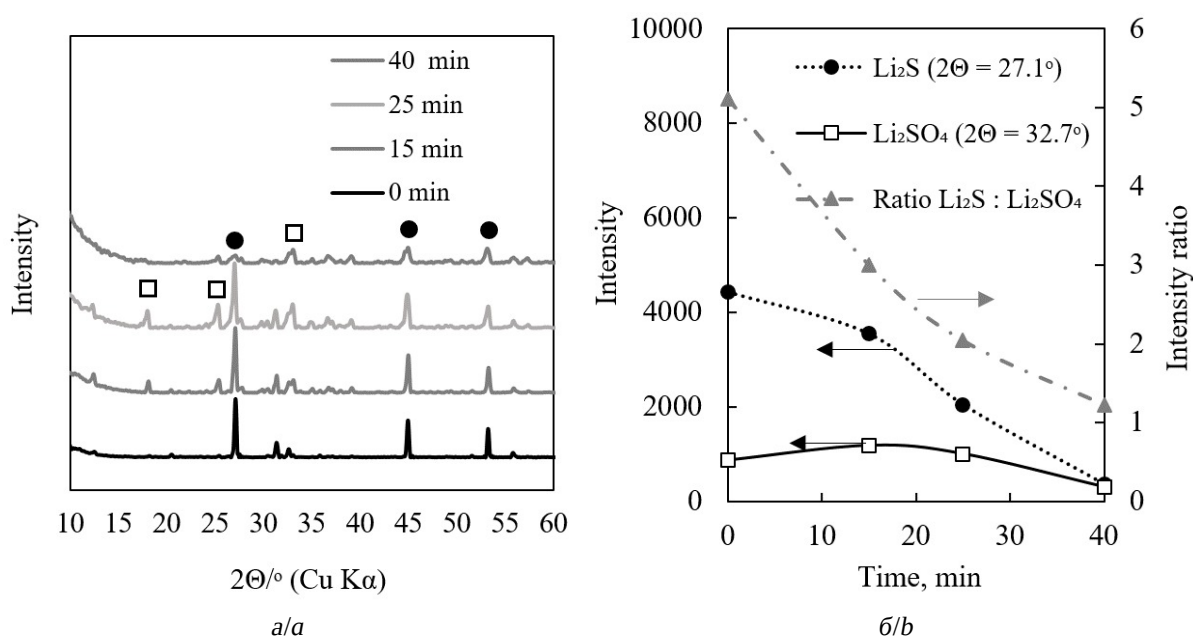 40 min
25 min
15 min
0 min
Intensity
10 15 20 25 30 35 40 45 50 55 60
2Θ/° (Cu Kα)
а/a
10000
8000
6000
4000
2000
0
Intensity
Li₂S (2Θ = 27.1°)
Li₂SO₄ (2Θ = 32.7°)
Ratio Li₂S : Li₂SO₄
6
5
4
3
2
1
0
Intensity ratio
0 10 20 30 40
Time, min
б/b